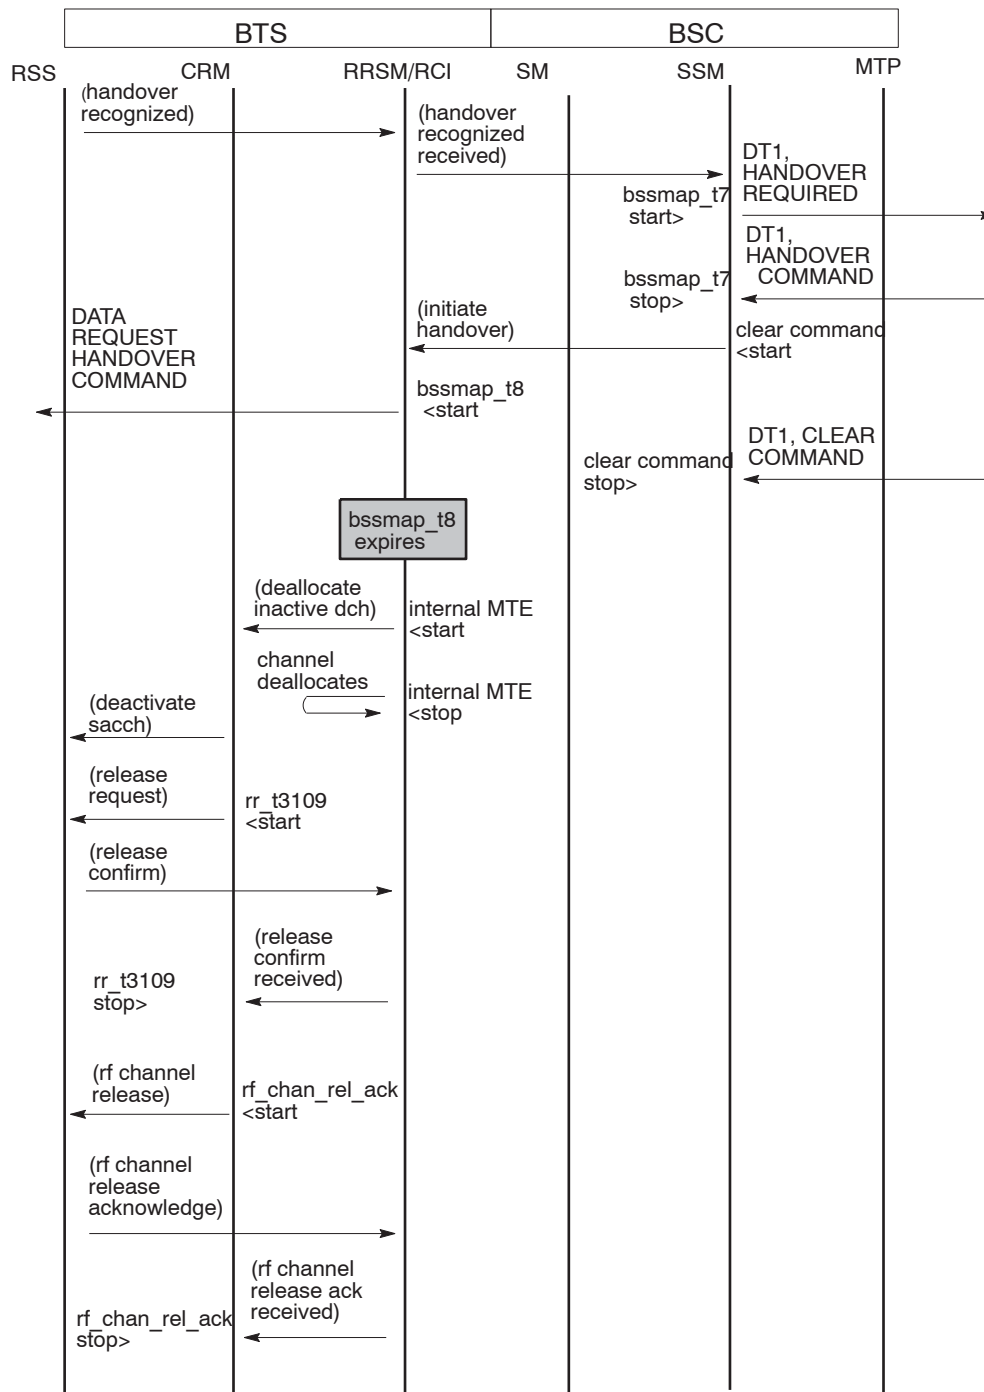 BTS
BSC
RSS
CRM
RRSM/RCI
SM
SSM
MTP
(handover
recognized)
(handover
recognized
received)
DT1,
HANDOVER
REQUIRED
bssmap_t7
start>
DT1,
HANDOVER
COMMAND
bssmap_t7
stop>
DATA
REQUEST
HANDOVER
COMMAND
(initiate
handover)
clear command
<start
bssmap_t8
<start
DT1, CLEAR
COMMAND
clear command
stop>
bssmap_t8
expires
(deallocate
inactive dch)
internal MTE
<start
channel
deallocates
internal MTE
<stop
(deactivate
sacch)
(release
request)
rr_t3109
<start
(release
confirm)
(release
confirm
received)
rr_t3109
stop>
(rf channel
release)
rf_chan_rel_ack
<start
(rf channel
release
acknowledge)
(rf channel
release ack
received)
rf_chan_rel_ack
stop>